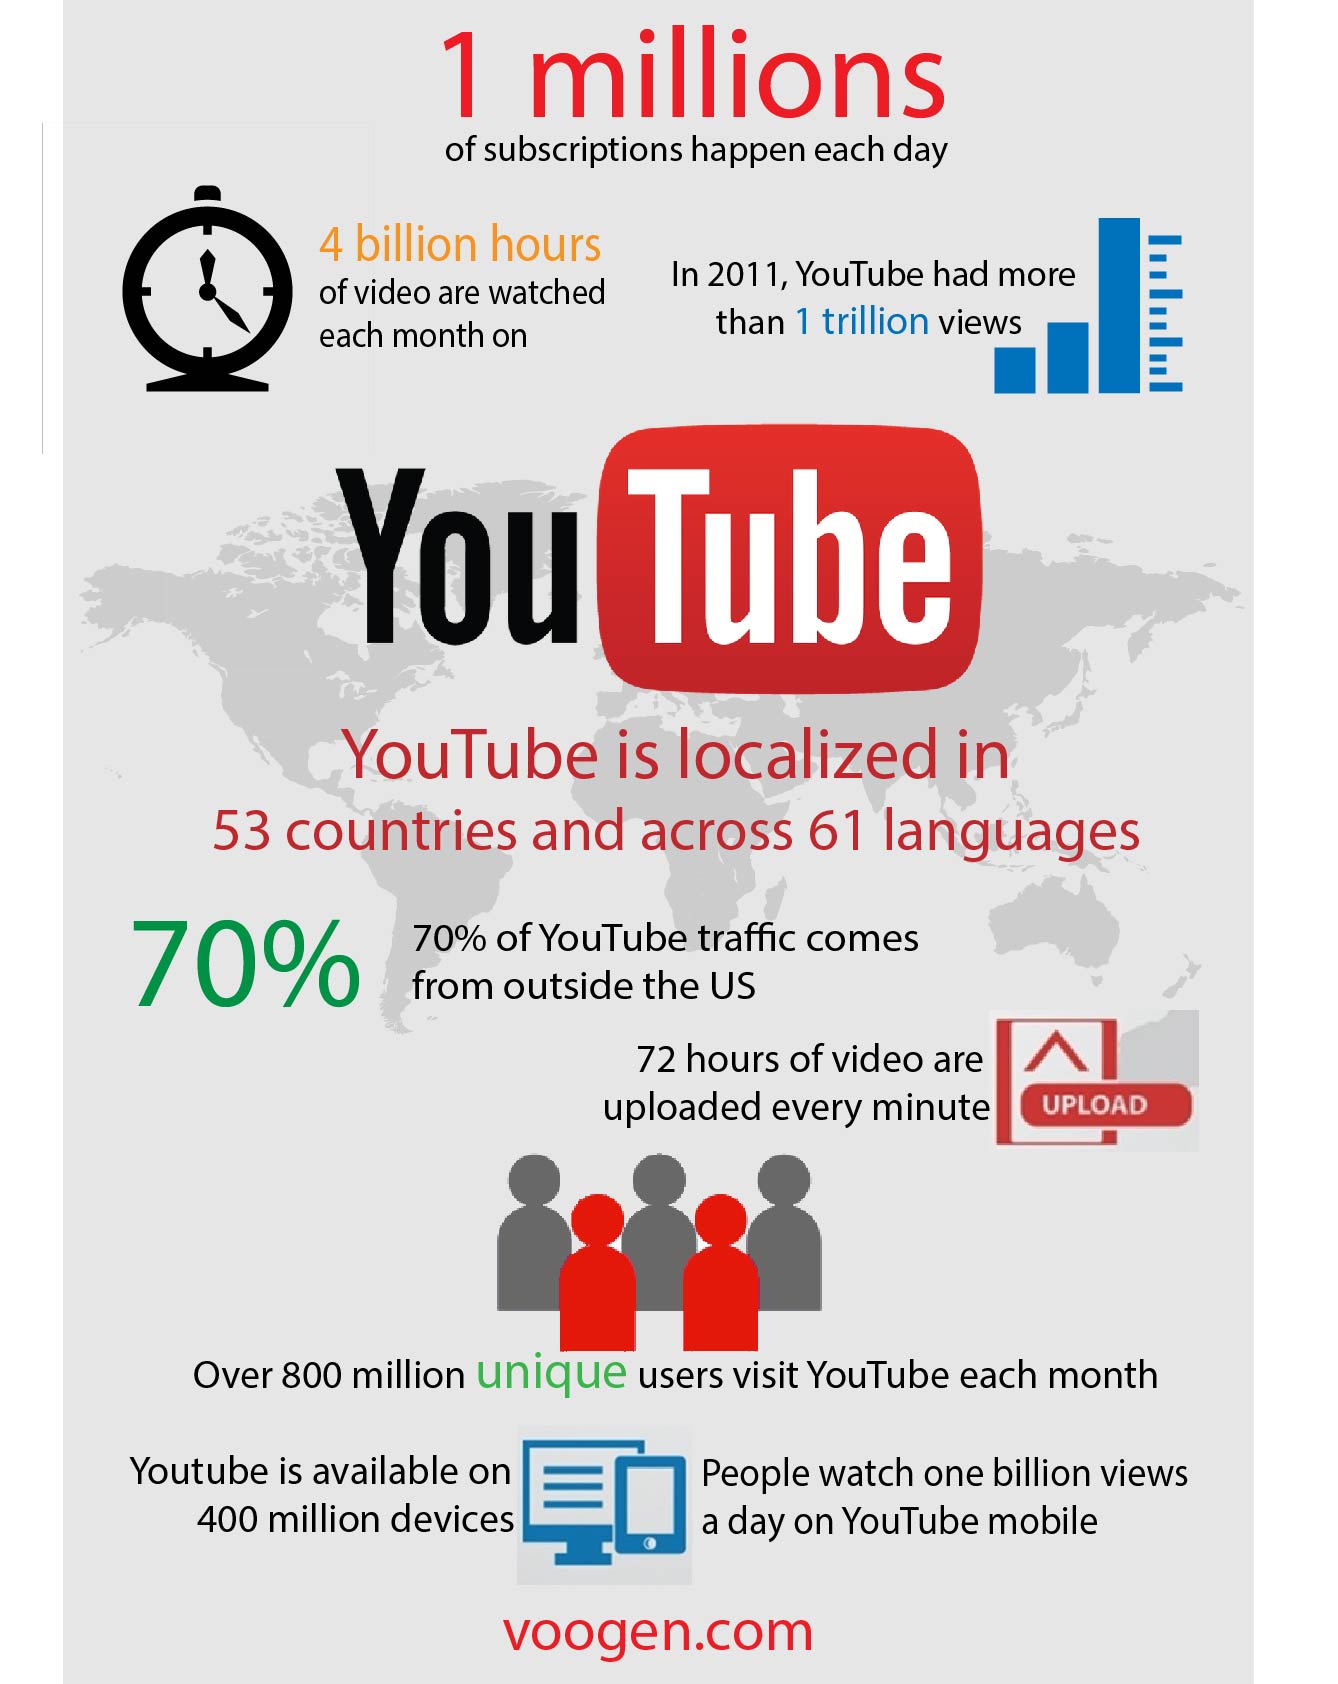 1 millions
of subscriptions happen each day
4 billion hours
of video are watched
each month on
In 2011, YouTube had more
than 1 trillion views
YouTube
YouTube is localized in
53 countries and across 61 languages
70%
70% of YouTube traffic comes
from outside the US
72 hours of video are
uploaded every minute
UPLOAD
Over 800 million unique users visit YouTube each month
Youtube is available on
400 million devices
People watch one billion views
a day on YouTube mobile
voogen.com